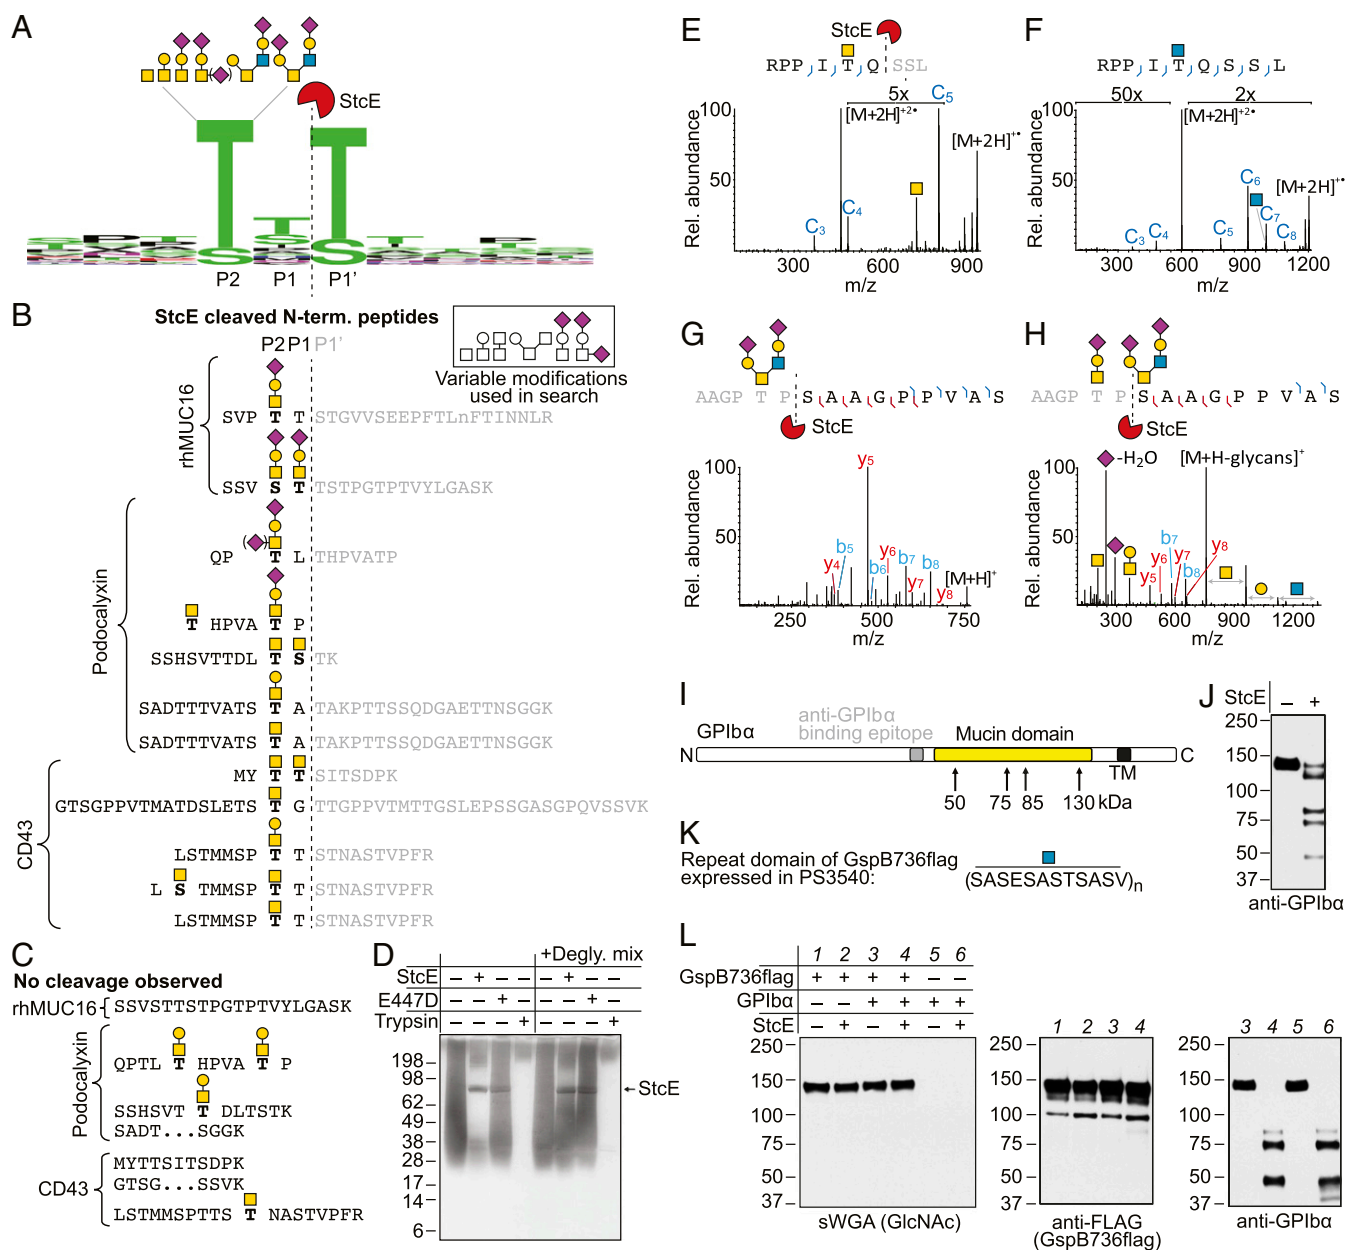 A
StcE
T T
S T S T
S
P2 P1 P1'
B
StcE cleaved N-term. peptides
P2 P1 P1'
Variable modifications
used in search
rhMUC16
SVP T T STGVVSEEPFTLnFTINNLR
SSV S T TSTPGTPTVYLGASK
Podocalyxin
QP ( ) T L THPVATP
T HPVA T P
SSHSVTTDL T S TK
SADTTTVATS T A TAKPTTSSQDGAETTNSGGK
SADTTTVATS T A TAKPTTSSQDGAETTNSGGK
CD43
MY T T SITSDPK
GTSGPPVTMATDSLETS T G TTGPPVTMTTGSLEPSSGASGPQVSSVK
LSTMMSP T T STNASTVPFR
L S TMMSP T T STNASTVPFR
LSTMMSP T T STNASTVPFR
C
No cleavage observed
rhMUC16 SSVSTTSTPGTPTVYLGASK
Podocalyxin
QPTL T HPVA T P
SSHSVT T DLTSTK
SADT...SGGK
CD43
MYTTSITSDPK
GTSG...SSVK
LSTMMSPTTS T NASTVPFR
D
+Degly. mix
StcE − + − − − + − −
E447D − − + − − − + −
Trypsin − − − + − − − +
198
98
62
49
38
28
17
14
6
StcE
E
StcE
RPP I T Q SSL
5x
C5
[M+2H]+2•
[M+2H]+•
C3
C4
100
50
Rel. abundance
300 600 900
m/z
F
RPP I T Q S S L
50x 2x
[M+2H]+2•
[M+2H]+•
C3 C4 C5 C6 C7 C8
100
50
Rel. abundance
300 600 900 1200
m/z
G
AAGP T P S A A G P P V A S
StcE
y5
y4 b5 b6 y6 b7 y7 b8 y8
[M+H]+
100
50
Rel. abundance
250 500 750
m/z
H
AAGP T P S A A G P P V A S
StcE
-H2O [M+H-glycans]+
y5 y6 b7 y7 b8 y8
100
50
Rel. abundance
300 600 900 1200
m/z
I
GPIbα
anti-GPIbα
binding epitope
Mucin domain
N C
TM
50 75 85 130 kDa
J
StcE − +
250
150
100
75
50
37
anti-GPIbα
K
Repeat domain of GspB736flag
expressed in PS3540:
(SASESASTSASV)n
L
1 2 3 4 5 6
GspB736flag + + + + − −
GPIbα − − + + + +
StcE − + − + − +
250
150
100
75
50
37
sWGA (GlcNAc)
1 2 3 4
250
150
100
75
50
37
anti-FLAG
(GspB736flag)
3 4 5 6
250
150
100
75
50
37
anti-GPIbα